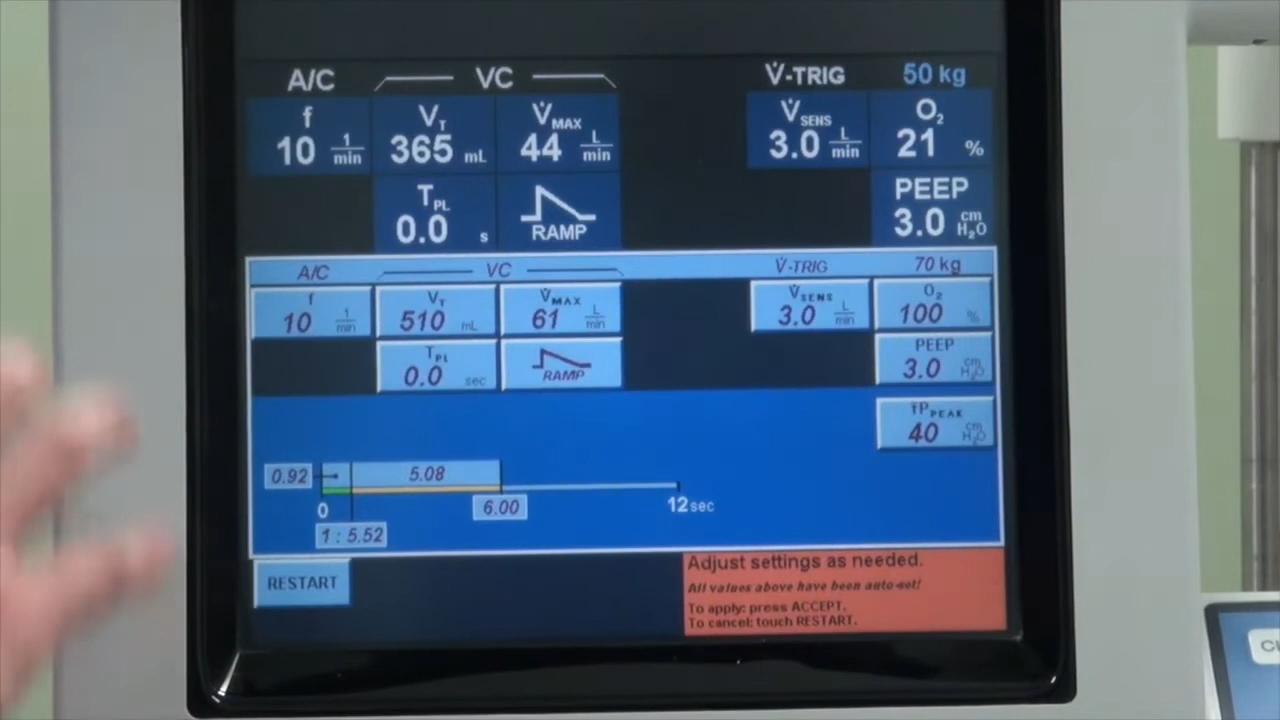 A/C VC V̇-TRIG 50 kg
f VT V̇MAX V̇SENS O2
10 1/min 365 mL 44 L/min 3.0 L/min 21 %
TPL PEEP
0.0 s RAMP 3.0 cm H2O
A/C VC V̇-TRIG 70 kg
f VT V̇MAX V̇SENS O2
10 1/min 510 mL 61 L/min 3.0 L/min 100 %
TPL PEEP
0.0 sec RAMP 3.0 cm H2O
↑PPEAK
40 cm H2O
0.92 5.08
0 6.00 12 sec
1 : 5.52
RESTART
Adjust settings as needed.
All values above have been auto-set!
To apply: press ACCEPT.
To cancel: touch RESTART.